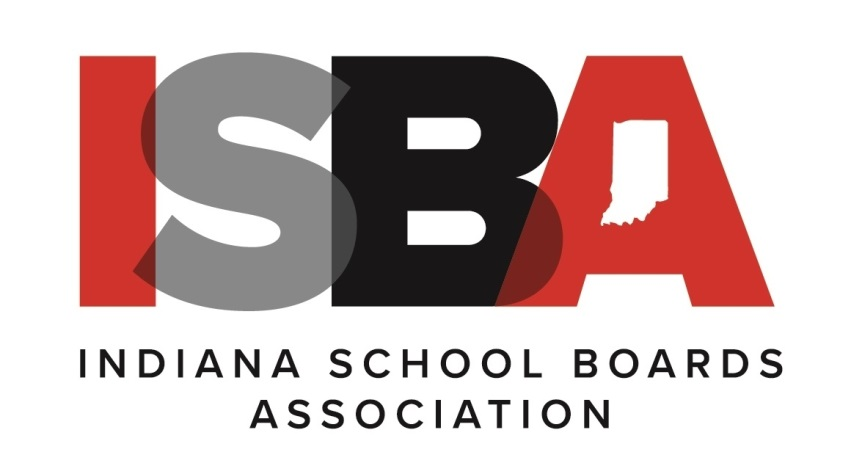 ISBA
INDIANA SCHOOL BOARDS
ASSOCIATION